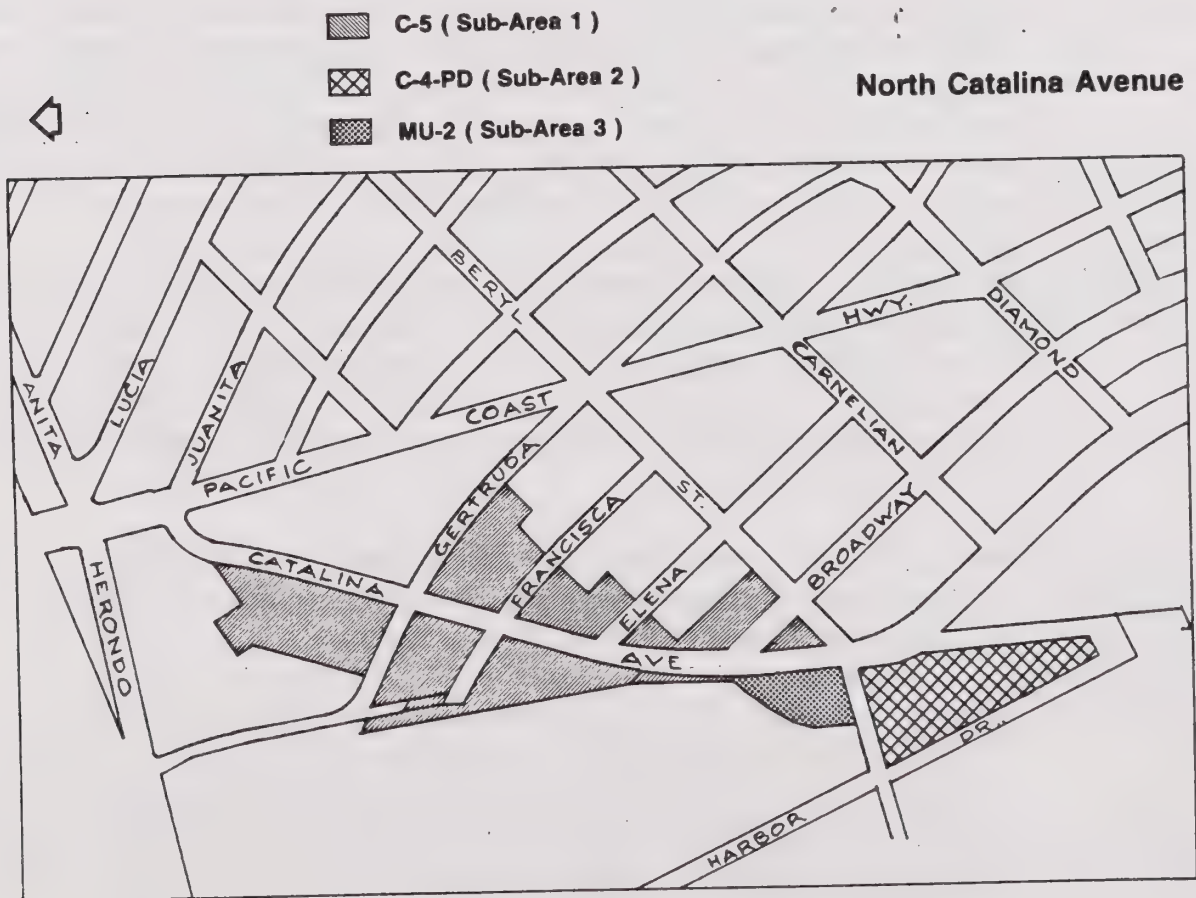 C-5 ( Sub-Area 1 )
C-4-PD ( Sub-Area 2 )
North Catalina Avenue
MU-2 ( Sub-Area 3 )
ANITA
LUCIA
JUANITA
BERYL
ST.
PACIFIC
COAST
HWY.
DIAMOND
CARNELIAN
GERTRUDA
FRANCISCA
ELENA
BROADWAY
CATALINA
AVE
HERONDO
HARBOR
DR.